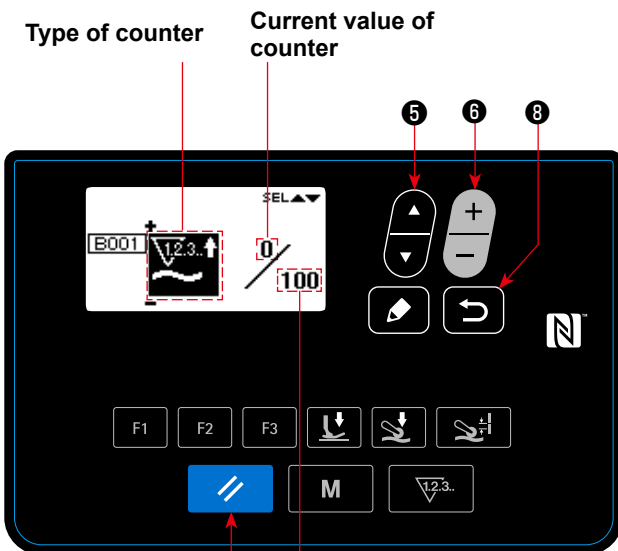 Type of counter
Current value of
counter
❺
❻
❽
SEL▲▼
+
B001
1.2.3..
0
/
100
−
▲
▼
+
−
N™
F1
F2
F3
M
1.2.3..